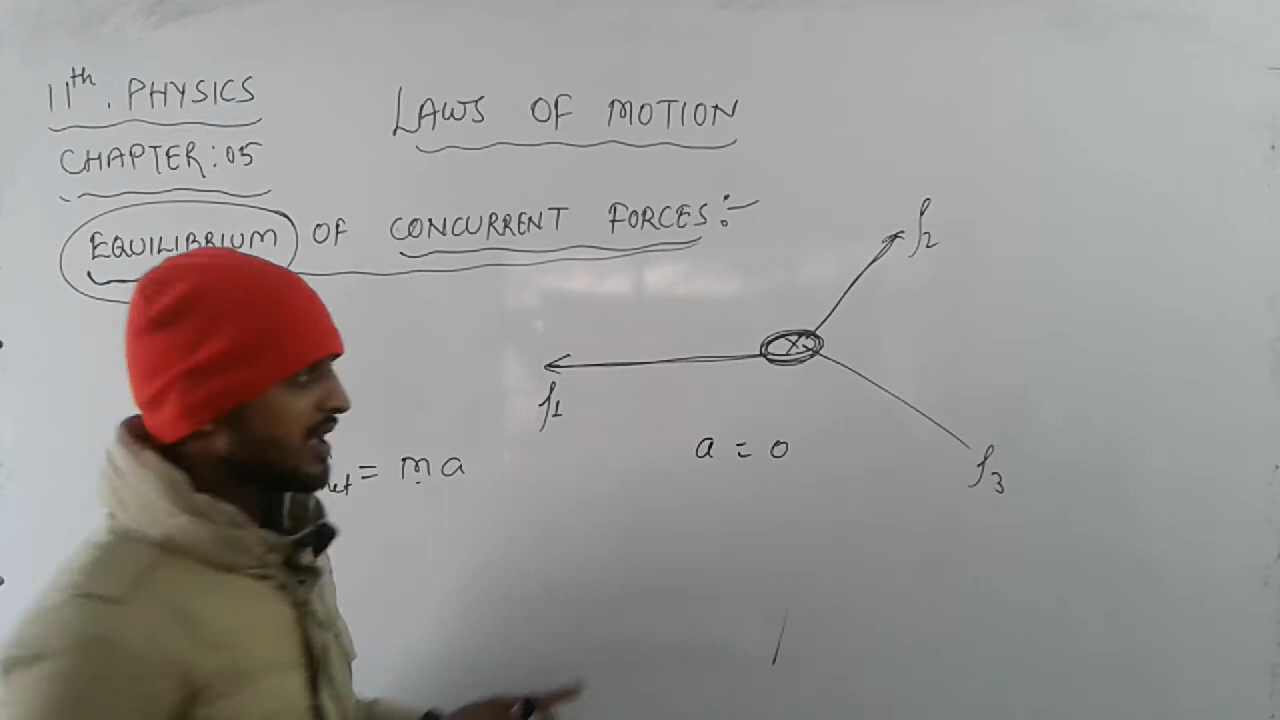 11th. PHYSICS
LAWS OF MOTION
CHAPTER: 05
EQUILIBRIUM OF CONCURRENT FORCES:-
f2
f1
a = 0
= ma
f3